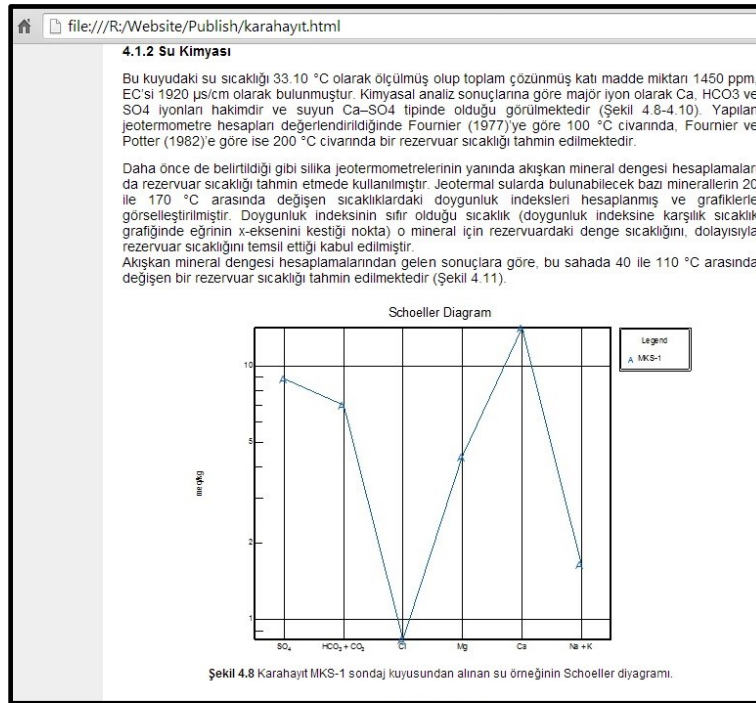 file:///R:/Website/Publish/karahayıt.html
4.1.2 Su Kimyası
Bu kuyudaki su sıcaklığı 33.10 °C olarak ölçülmüş olup toplam çözünmüş katı madde miktarı 1450 ppm,
EC'si 1920 µs/cm olarak bulunmuştur. Kimyasal analiz sonuçlarına göre majör iyon olarak Ca, HCO3 ve
SO4 iyonları hakimdir ve suyun Ca–SO4 tipinde olduğu görülmektedir (Şekil 4.8-4.10). Yapılan
jeotermometre hesapları değerlendirildiğinde Fournier (1977)'ye göre 100 °C civarında, Fournier ve
Potter (1982)'e göre ise 200 °C civarında bir rezervuar sıcaklığı tahmin edilmektedir.
Daha önce de belirtildiği gibi silika jeotermometrelerinin yanında akışkan mineral dengesi hesaplamaları
da rezervuar sıcaklığı tahmin etmede kullanılmıştır. Jeotermal sularda bulunabilecek bazı minerallerin 20
ile 170 °C arasında değişen sıcaklıklardaki doygunluk indeksleri hesaplanmış ve grafiklerle
görselleştirilmiştir. Doygunluk indeksinin sıfır olduğu sıcaklık (doygunluk indeksine karşılık sıcaklık
grafiğinde eğrinin x-eksenini kestiği nokta) o mineral için rezervuardaki denge sıcaklığını, dolayısıyla
rezervuar sıcaklığını temsil ettiği kabul edilmiştir.
Akışkan mineral dengesi hesaplamalarından gelen sonuçlara göre, bu sahada 40 ile 110 °C arasında
değişen bir rezervuar sıcaklığı tahmin edilmektedir (Şekil 4.11).
Schoeller Diagram
Legend
A MKS-1
10
5
meq/kg
2
1
SO₄ HCO₃ + CO₃ Cl Mg Ca Na + K
Şekil 4.8 Karahayıt MKS-1 sondaj kuyusundan alınan su örneğinin Schoeller diyagramı.